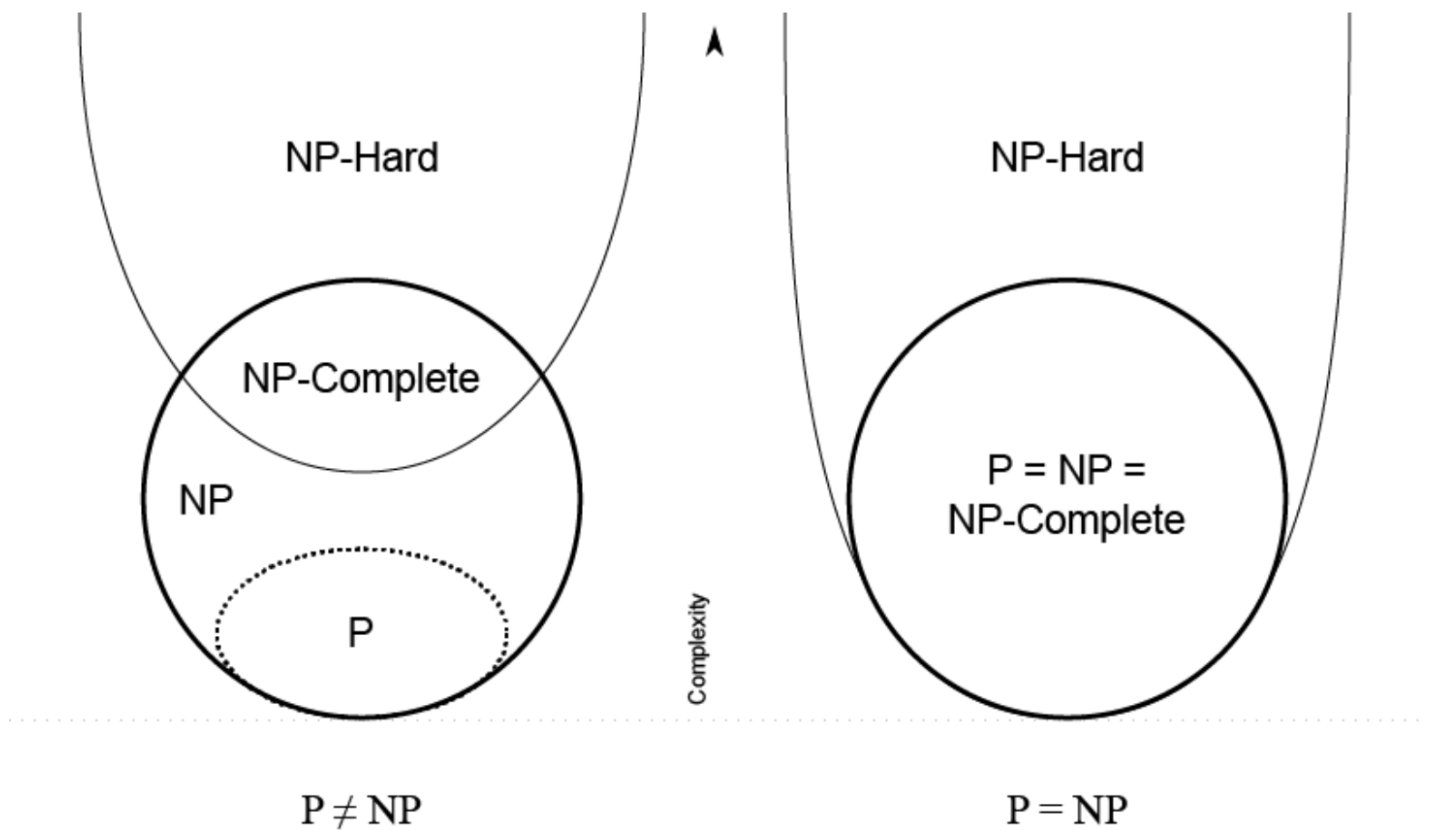 NP-Hard
NP-Complete
NP
P
P ≠ NP
Complexity
NP-Hard
P = NP =
NP-Complete
P = NP